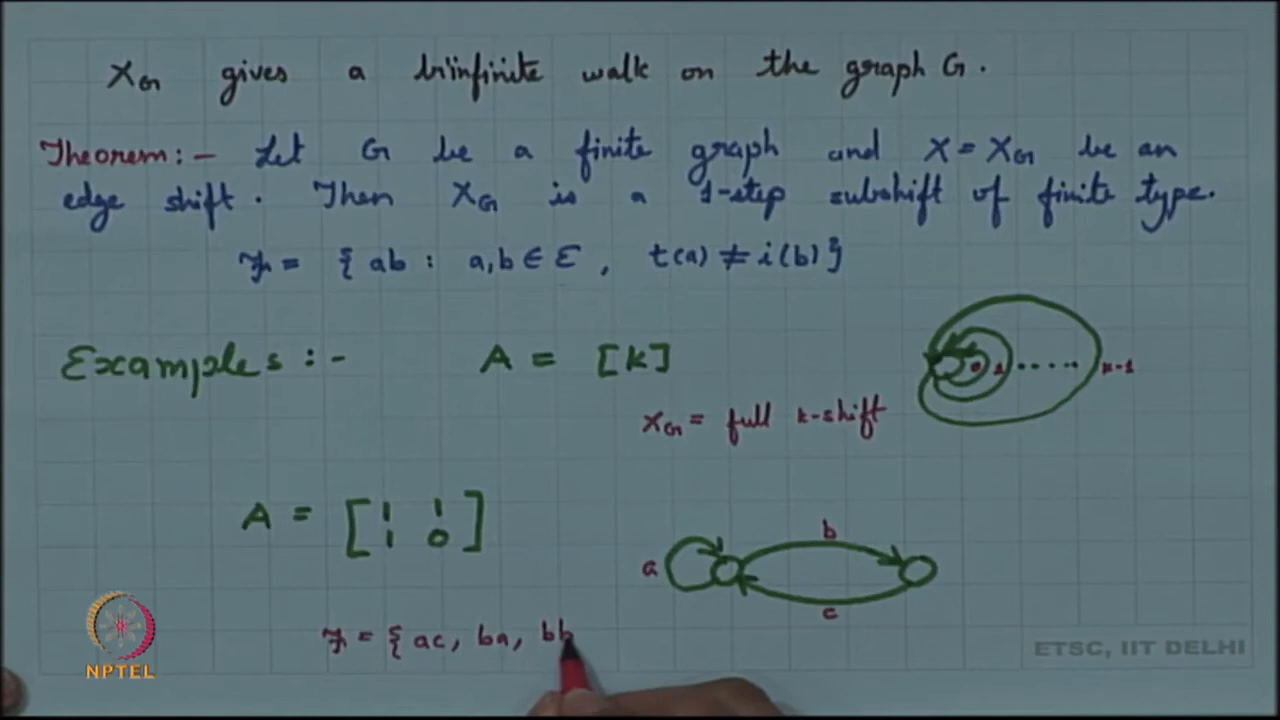 X_G gives a bi'infinite walk on the graph G.
Theorem:- Let G be a finite graph and X = X_G be an
edge shift. Then X_G is a 1-step subshift of finite type.
ℱ = { ab : a,b ∈ Ɛ, t(a) ≠ i(b)}
Examples :- A = [k]
0 1 ..... k-1
X_G = full k-shift
A = [1 1
1 0]
a b c
ℱ = { ac, ba, bb
NPTEL
ETSC, IIT DELHI